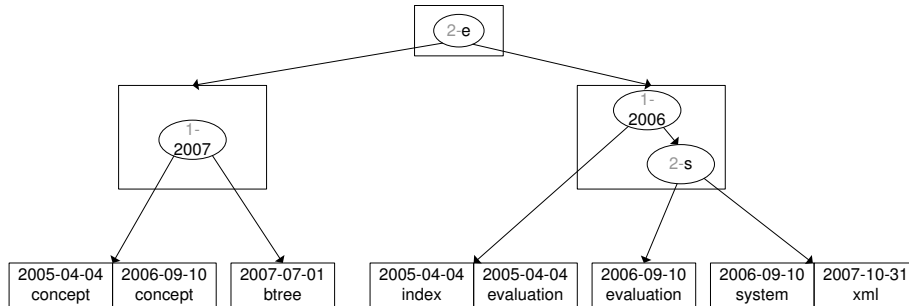 2-e
1-
2007
1-
2006
2-s
2005-04-04
concept
2006-09-10
concept
2007-07-01
btree
2005-04-04
index
2005-04-04
evaluation
2006-09-10
evaluation
2006-09-10
system
2007-10-31
xml